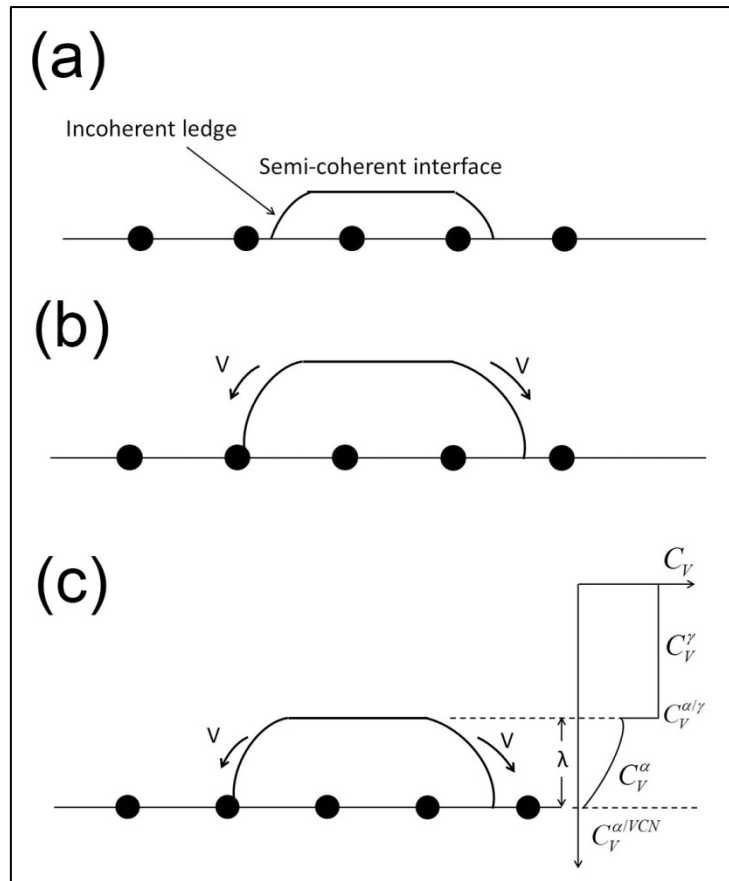 (a)
Incoherent ledge
Semi-coherent interface
(b)
V V
(c)
C_V
C_V^γ
C_V^{α/γ}
V V
λ
C_V^α
C_V^{α/VCN}